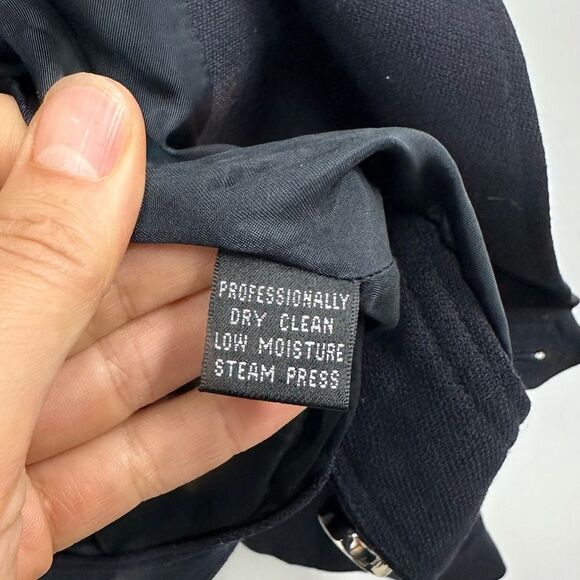 PROFESSIONALLY
DRY CLEAN
LOW MOISTURE
STEAM PRESS